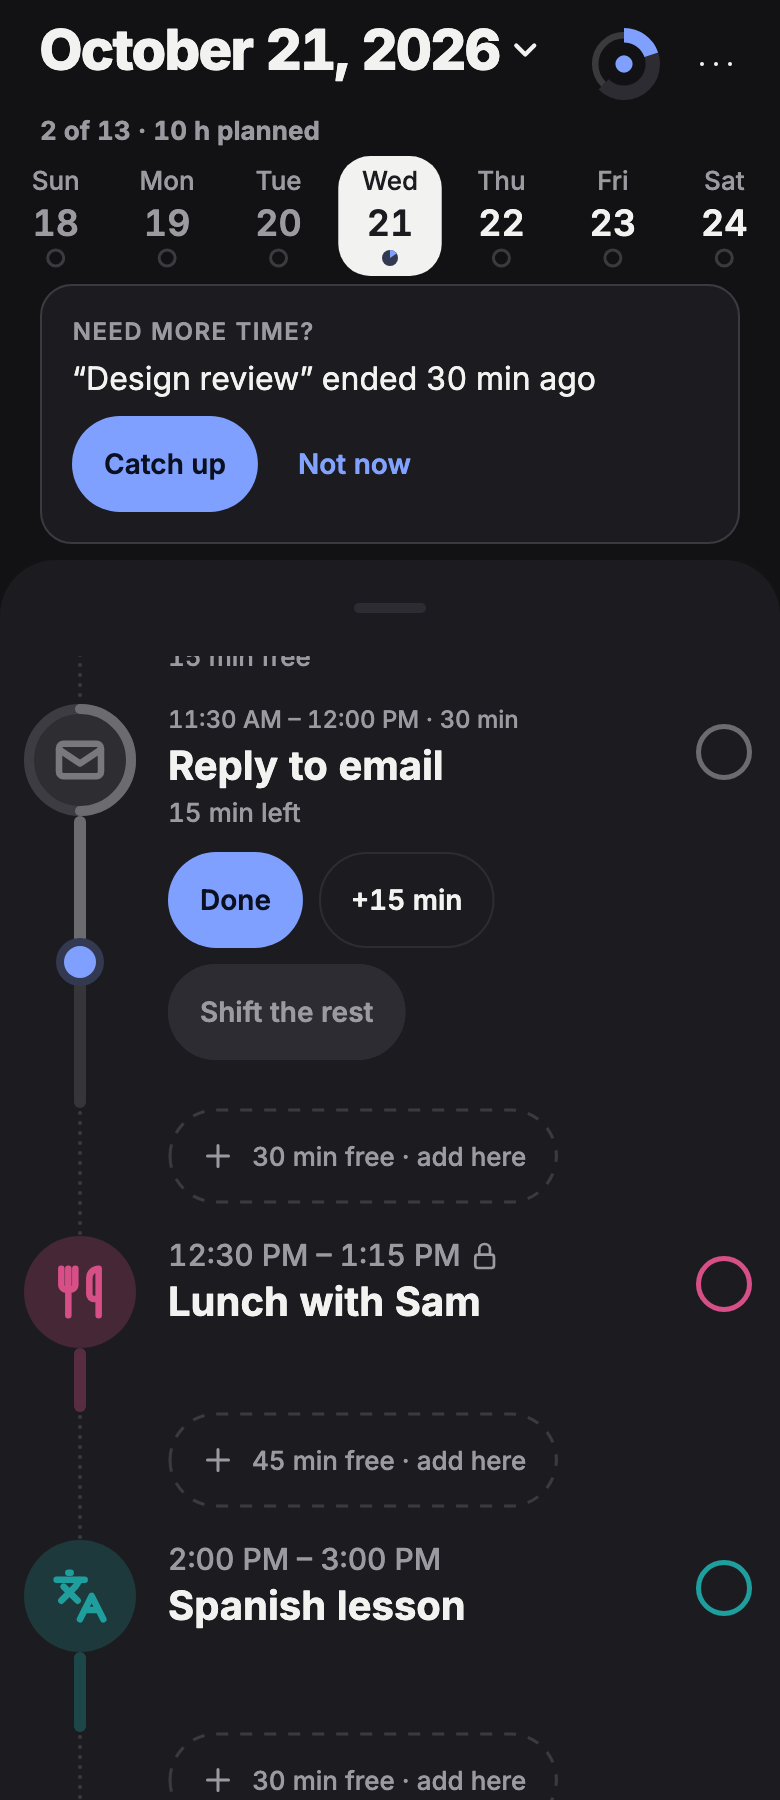 October 21, 2026
...
2 of 13 · 10 h planned
Sun Mon Tue Wed Thu Fri Sat
18 19 20 21 22 23 24
NEED MORE TIME?
“Design review” ended 30 min ago
Catch up Not now
15 min free
11:30 AM – 12:00 PM · 30 min
Reply to email
15 min left
Done +15 min
Shift the rest
+ 30 min free · add here
12:30 PM – 1:15 PM
Lunch with Sam
+ 45 min free · add here
2:00 PM – 3:00 PM
Spanish lesson
+ 30 min free · add here